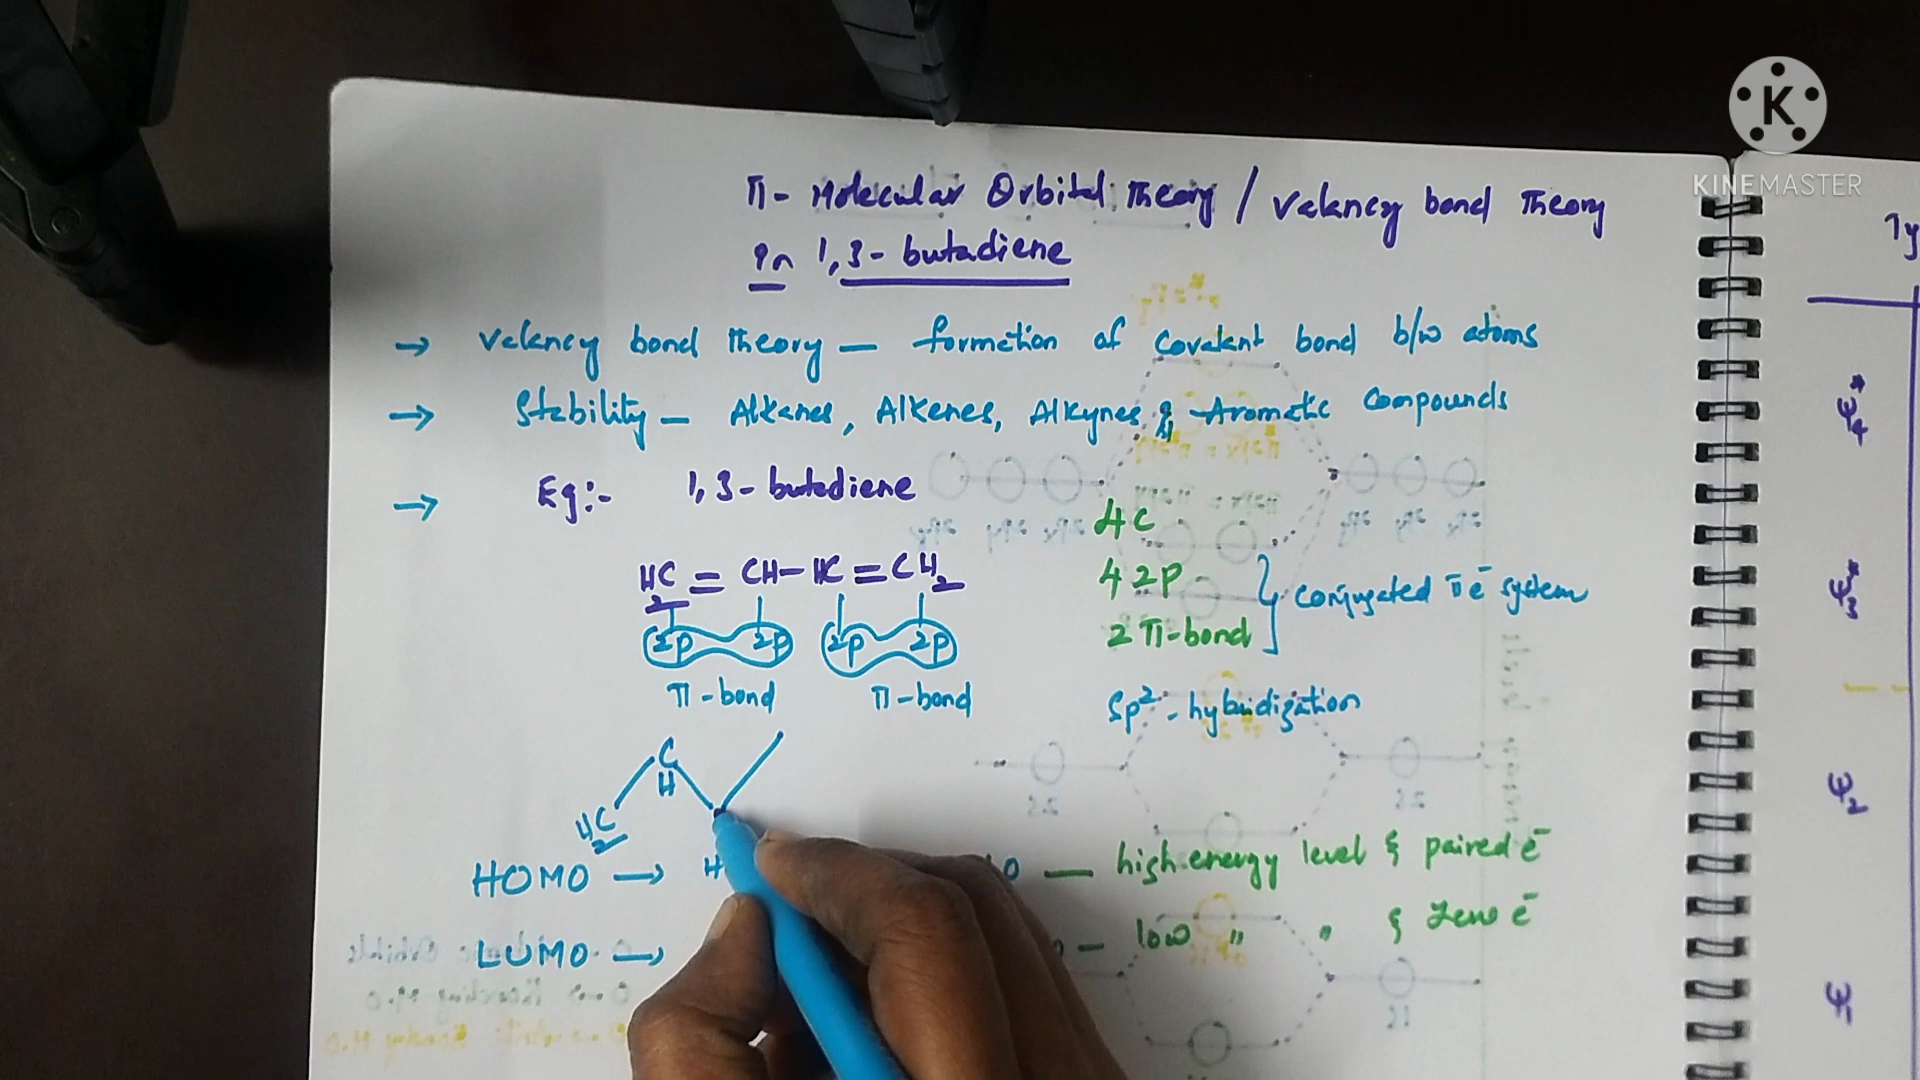 KINEMASTER
π- Molecular Orbital Theory / Valency bond Theory
in 1,3- butadiene
→ Valency bond Theory — formation of Covalent bond b/w atoms
→ Stability — Alkanes, Alkenes, Alkynes & Aromatic Compounds
→ Eg:- 1,3- butadiene
4C
H2C = CH - HC = CH2
4 2p
conjugated πe- system
2 π-bond
2p 2p 2p 2p
π-bond π-bond
sp2- hybridization
C
H
H2C
HOMO → H O — high energy level & paired e-
LUMO → O — low " " & Zero e-
Ψ4*
Ψ3*
Ψ2
Ψ1